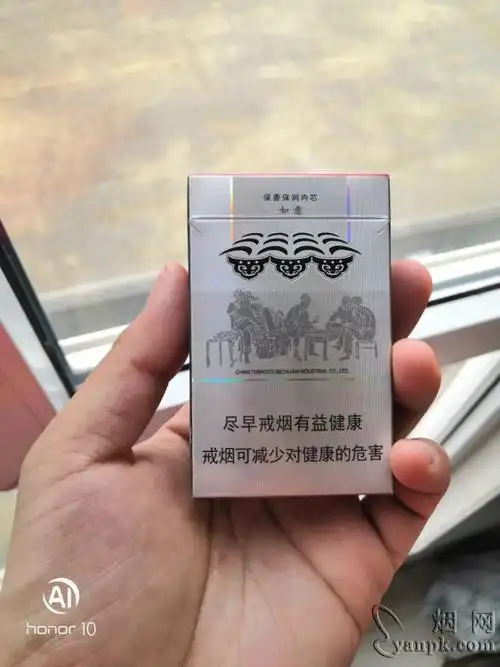 保香保润内芯
如意
CHINA TOBACCO SICHUAN INDUSTRIAL CO., LTD.
尽早戒烟有益健康
戒烟可减少对健康的危害
AI
honor 10
烟网
yanpk.com